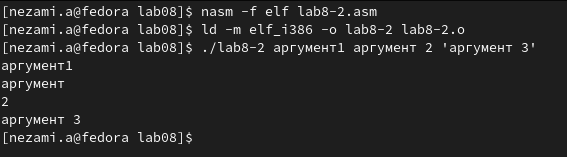 [nezami.a@fedora lab08]$ nasm -f elf lab8-2.asm
[nezami.a@fedora lab08]$ ld -m elf_i386 -o lab8-2 lab8-2.o
[nezami.a@fedora lab08]$ ./lab8-2 аргумент1 аргумент 2 'аргумент 3'
аргумент1
аргумент
2
аргумент 3
[nezami.a@fedora lab08]$